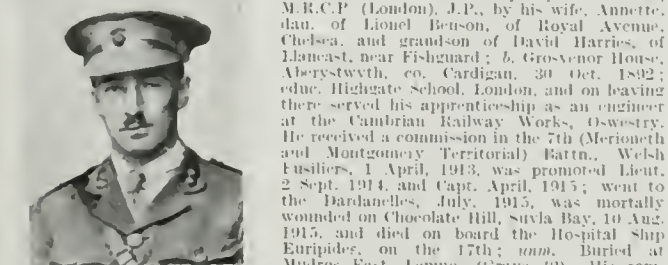 M.R.C.P (London), J.P., by his wife, Annette,
dau. of Lionel Benson, of Royal Avenue,
Chelsea, and grandson of David Harries, of
Llancast, near Fishguard; b. Grosvenor House,
Aberystwyth, co. Cardigan, 30 Oct. 1892;
educ. Highgate School, London, and on leaving
there served his apprenticeship as an engineer
at the Cambrian Railway Works, Oswestry.
He received a commission in the 7th (Merioneth
and Montgomery Territorial) Battn., Welsh
Fusiliers, 1 April, 1913, was promoted Lieut.
2 Sept. 1914, and Capt. April, 1915; went to
the Dardanelles, July, 1915, was mortally
wounded on Chocolate Hill, Suvla Bay, 10 Aug.
1915, and died on board the Hospital Ship
Euripides, on the 17th; unm. Buried at
Mudros East, Lemnos